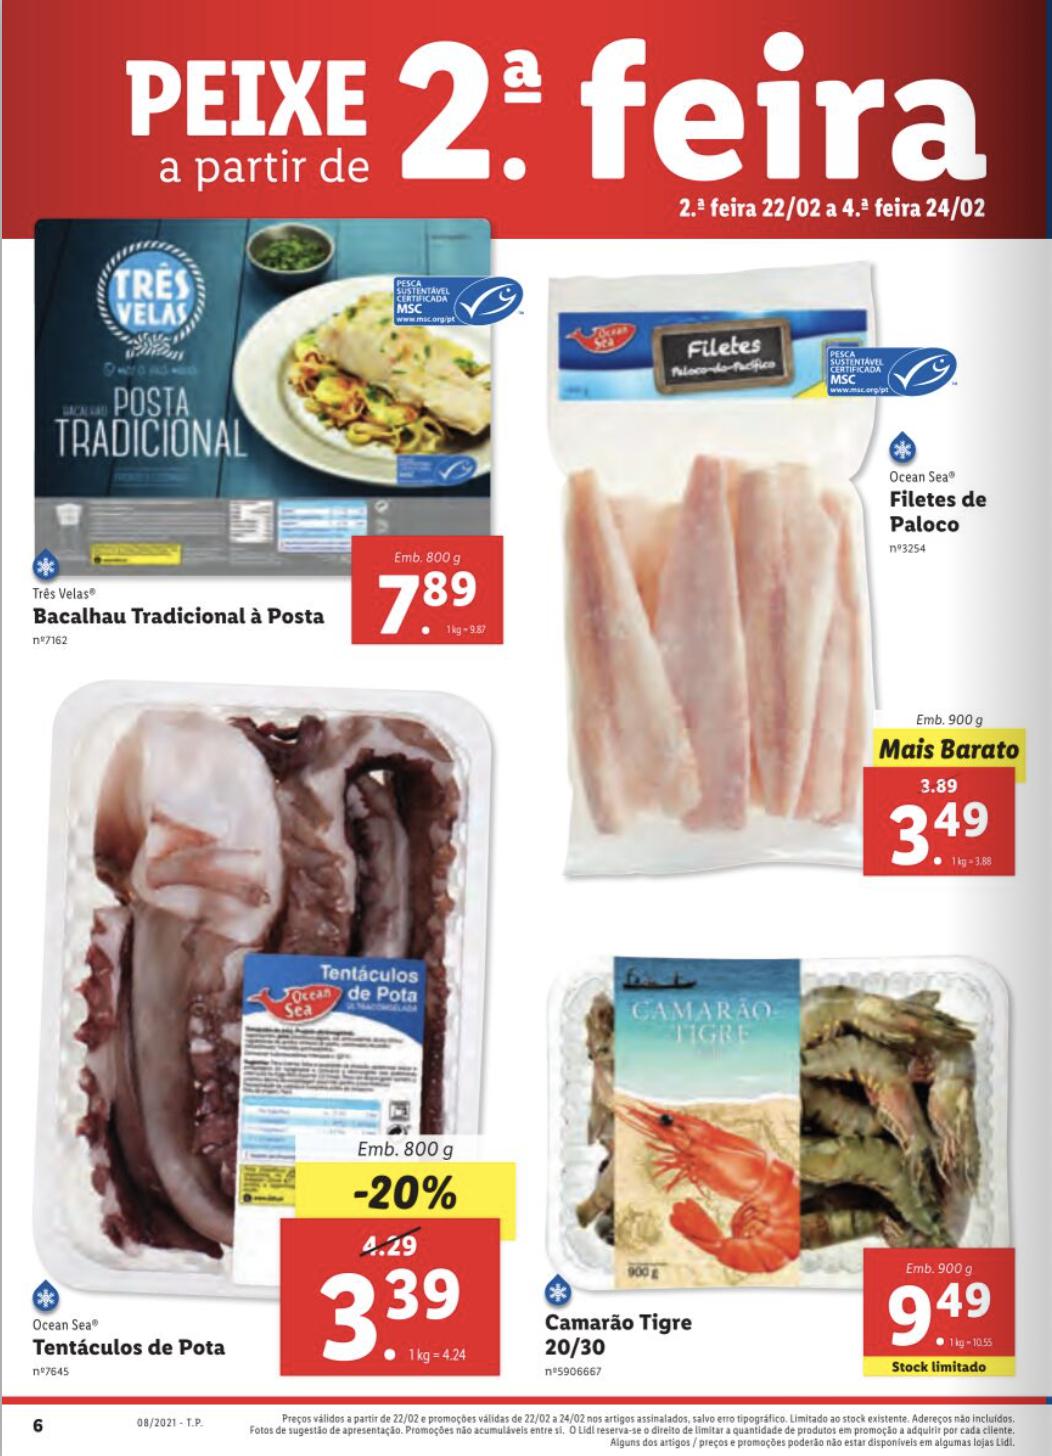 PEIXE
a partir de
2.ª feira
2.ª feira 22/02 a 4.ª feira 24/02
TRÊS
VELAS
BACALHAU POSTA
TRADICIONAL
PESCA
SUSTENTÁVEL
CERTIFICADA
MSC
www.msc.org/pt
Emb. 800 g
7.89
1 kg = 9.87
Três Velas®
Bacalhau Tradicional à Posta
nº7162
Ocean
Sea
Filetes
Paloco-do-Pacífico
PESCA
SUSTENTÁVEL
CERTIFICADA
MSC
www.msc.org/pt
Ocean Sea®
Filetes de
Paloco
nº3254
Emb. 900 g
Mais Barato
3.89
3.49
1 kg = 3.88
Ocean
Sea
Tentáculos
de Pota
ULTRACONGELADA
Emb. 800 g
-20%
4.29
3.39
1 kg = 4.24
Ocean Sea®
Tentáculos de Pota
nº7645
CAMARÃO-
TIGRE
900 g
Camarão Tigre
20/30
nº5906667
Emb. 900 g
9.49
1 kg = 10.55
Stock limitado
6
08/2021 - T.P.
Preços válidos a partir de 22/02 e promoções válidas de 22/02 a 24/02 nos artigos assinalados, salvo erro tipográfico. Limitado ao stock existente. Adereços não incluídos.
Fotos de sugestão de apresentação. Promoções não acumuláveis entre si. O Lidl reserva-se o direito de limitar a quantidade de produtos em promoção a adquirir por cada cliente.
Alguns dos artigos / preços e promoções poderão não estar disponíveis em algumas lojas Lidl.